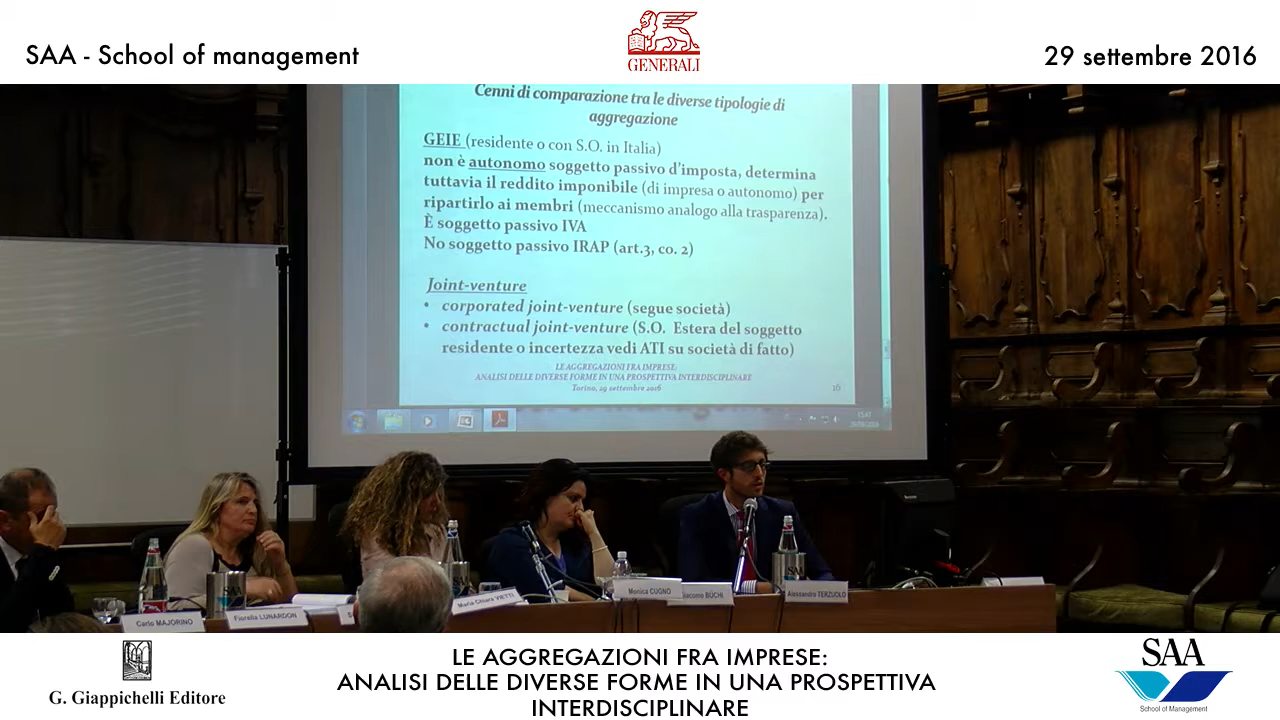 SAA - School of management
GENERALI
29 settembre 2016
Cenni di comparazione tra le diverse tipologie di
aggregazione
GEIE (residente o con S.O. in Italia)
non è autonomo soggetto passivo d'imposta, determina
tuttavia il reddito imponibile (di impresa o autonomo) per
ripartirlo ai membri (meccanismo analogo alla trasparenza).
È soggetto passivo IVA
No soggetto passivo IRAP (art.3, co. 2)
Joint-venture
• corporated joint-venture (segue società)
• contractual joint-venture (S.O. Estera del soggetto
residente o incertezza vedi ATI su società di fatto)
LE AGGREGAZIONI FRA IMPRESE:
ANALISI DELLE DIVERSE FORME IN UNA PROSPETTIVA INTERDISCIPLINARE
Torino, 29 settembre 2016
16
SAA
SAA
Carlo MAJORINO
Fiorella LUNARDON
Maria Chiara VIETTI
Monica CUGNO
Giacomo BÜCHI
Alessandro TERZUOLO
G. Giappichelli Editore
LE AGGREGAZIONI FRA IMPRESE:
ANALISI DELLE DIVERSE FORME IN UNA PROSPETTIVA
INTERDISCIPLINARE
SAA
School of Management